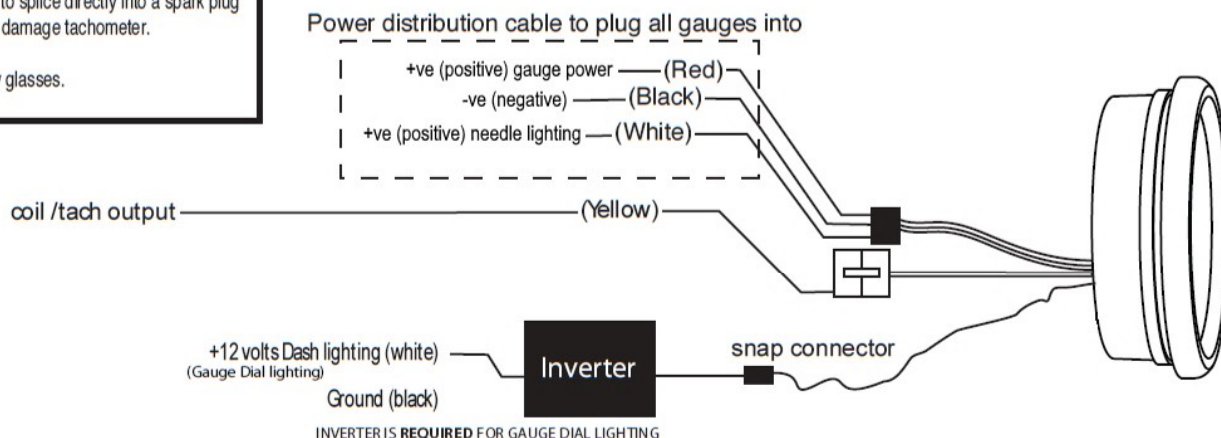 to splice directly into a spark plug
damage tachometer.
glasses.
Power distribution cable to plug all gauges into
+ve (positive) gauge power (Red)
-ve (negative) (Black)
+ve (positive) needle lighting (White)
coil /tach output (Yellow)
+12 volts Dash lighting (white)
(Gauge Dial lighting)
Ground (black)
Inverter
snap connector
INVERTER IS REQUIRED FOR GAUGE DIAL LIGHTING